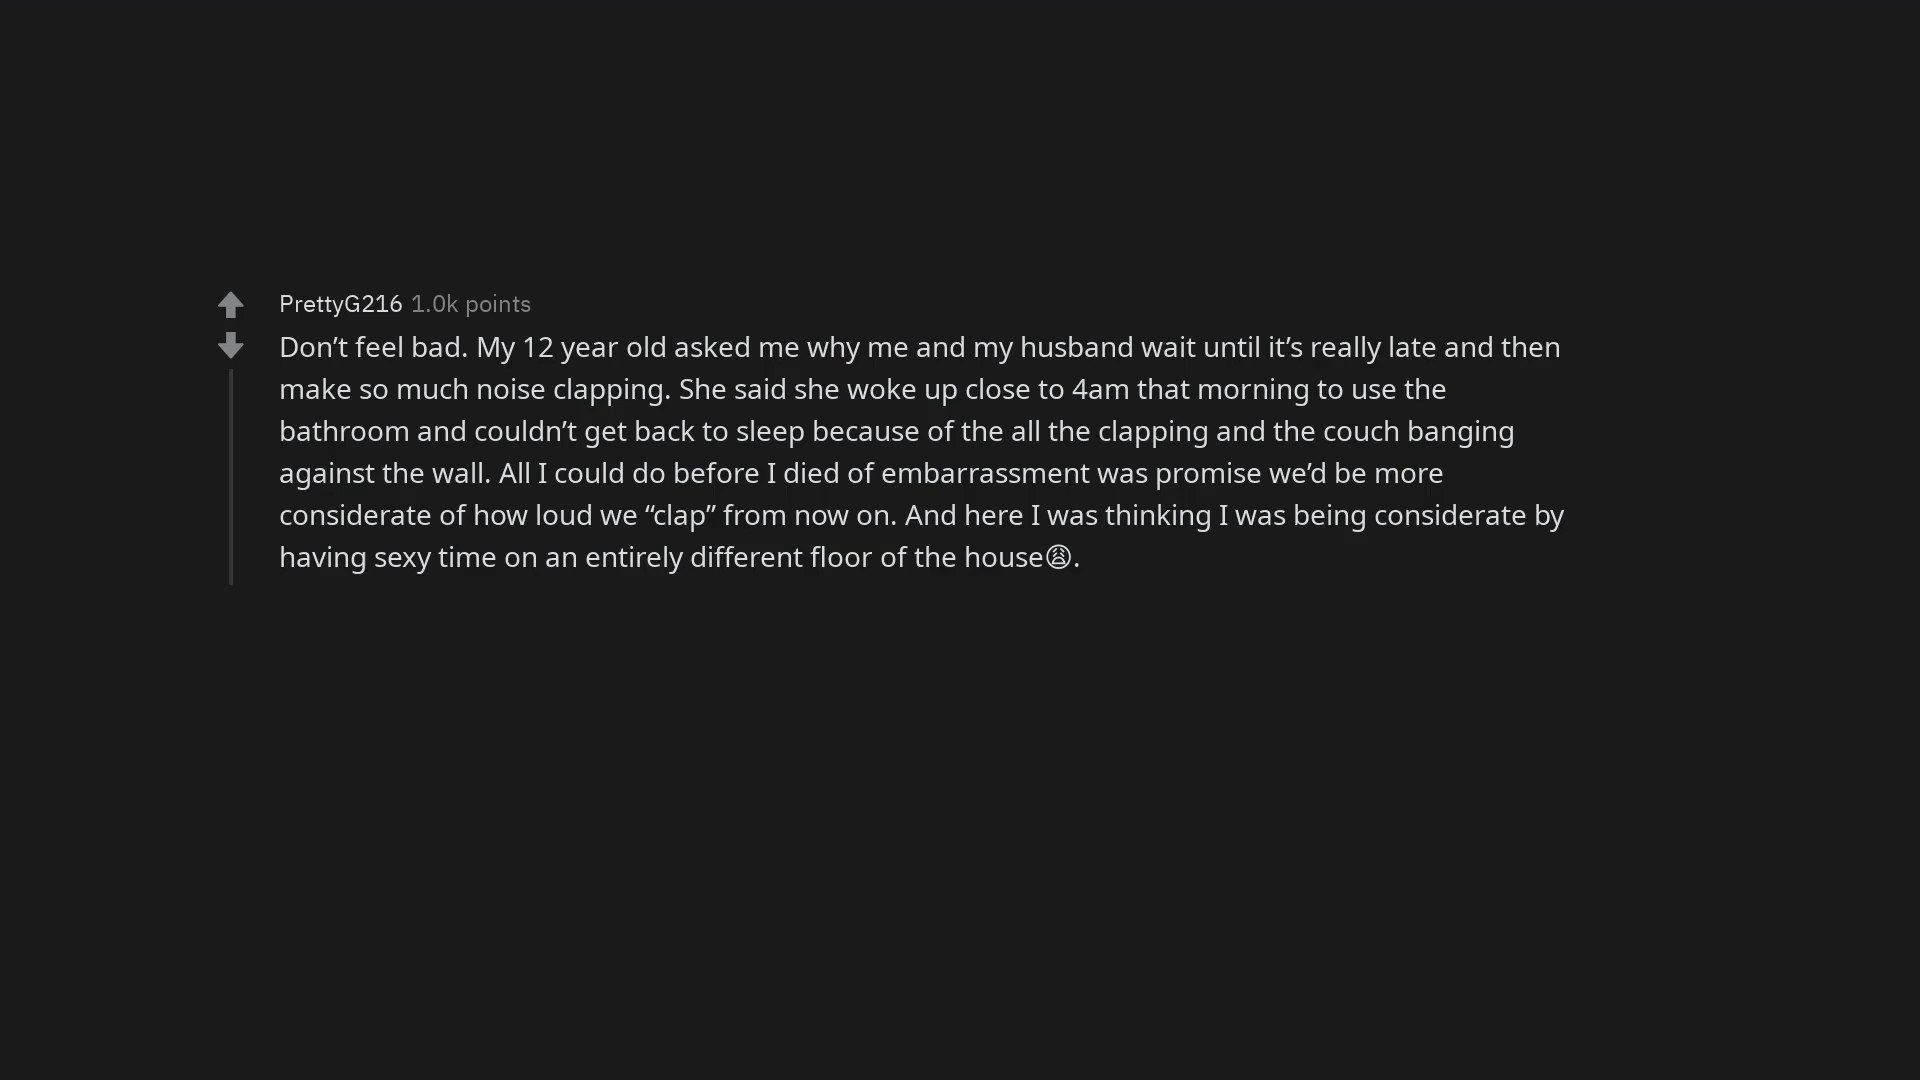 PrettyG216 1.0k points
Don’t feel bad. My 12 year old asked me why me and my husband wait until it’s really late and then
make so much noise clapping. She said she woke up close to 4am that morning to use the
bathroom and couldn’t get back to sleep because of the all the clapping and the couch banging
against the wall. All I could do before I died of embarrassment was promise we’d be more
considerate of how loud we “clap” from now on. And here I was thinking I was being considerate by
having sexy time on an entirely different floor of the house😩.